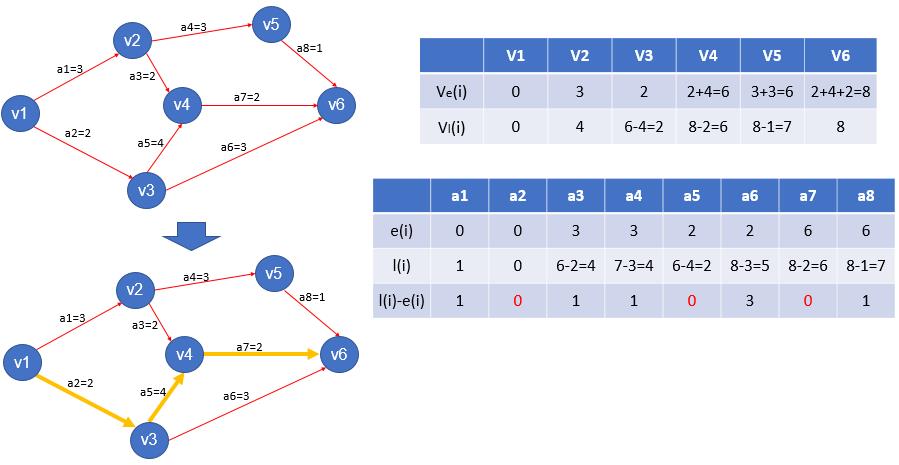 v5
a4=3
v2
a8=1
a1=3
a3=2
v4
a7=2
v6
v1
a2=2
a5=4
a6=3
v3
V1 V2 V3 V4 V5 V6
Ve(i) 0 3 2 2+4=6 3+3=6 2+4+2=8
Vl(i) 0 4 6-4=2 8-2=6 8-1=7 8
a1 a2 a3 a4 a5 a6 a7 a8
e(i) 0 0 3 3 2 2 6 6
l(i) 1 0 6-2=4 7-3=4 6-4=2 8-3=5 8-2=6 8-1=7
l(i)-e(i) 1 0 1 1 0 3 0 1
v5
a4=3
v2
a8=1
a1=3
a3=2
v4
a7=2
v6
v1
a2=2
a5=4
a6=3
v3